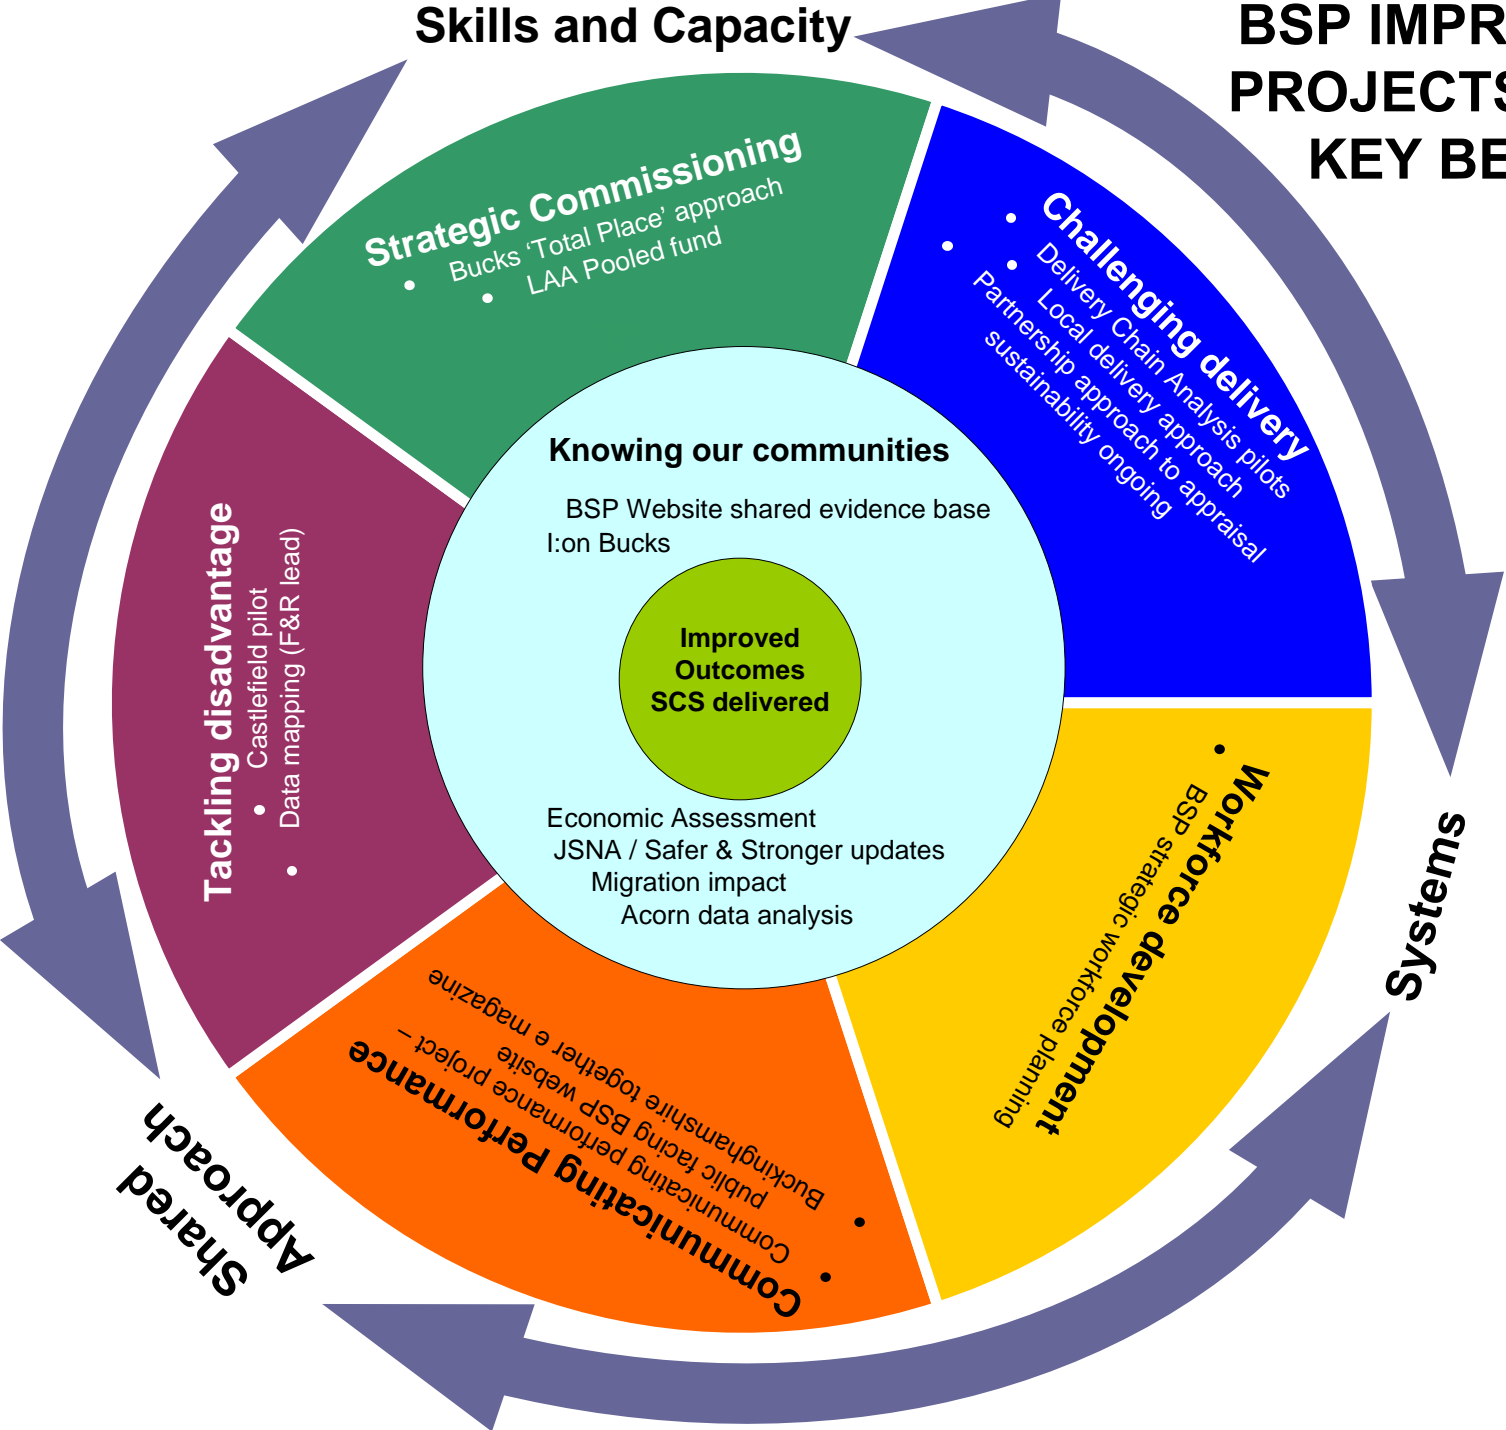 Skills and Capacity
BSP IMPR
PROJECTS
KEY BE
Strategic Commissioning
• Bucks ‘Total Place’ approach
• LAA Pooled fund
Challenging delivery
• Delivery Chain Analysis pilots
• Local delivery approach
• Partnership approach to appraisal
sustainability ongoing
Knowing our communities
BSP Website shared evidence base
I:on Bucks
Improved
Outcomes
SCS delivered
Economic Assessment
JSNA / Safer & Stronger updates
Migration impact
Acorn data analysis
Tackling disadvantage
• Castlefield pilot
• Data mapping (F&R lead)
Workforce development
• BSP strategic workforce planning
Systems
Communicating Performance
• Communicating performance project –
public facing BSP website
• Buckinghamshire together e magazine
Shared
Approach